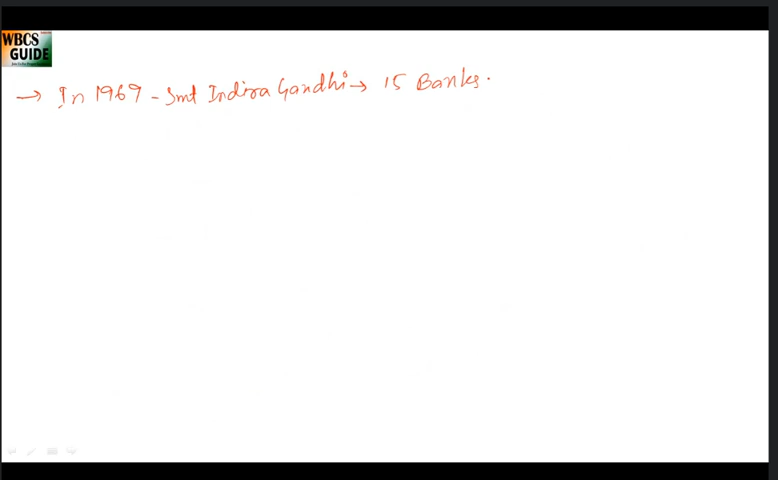 WBCS
GUIDE
→ In 1969 - Smt Indira Gandhi → 15 Banks.